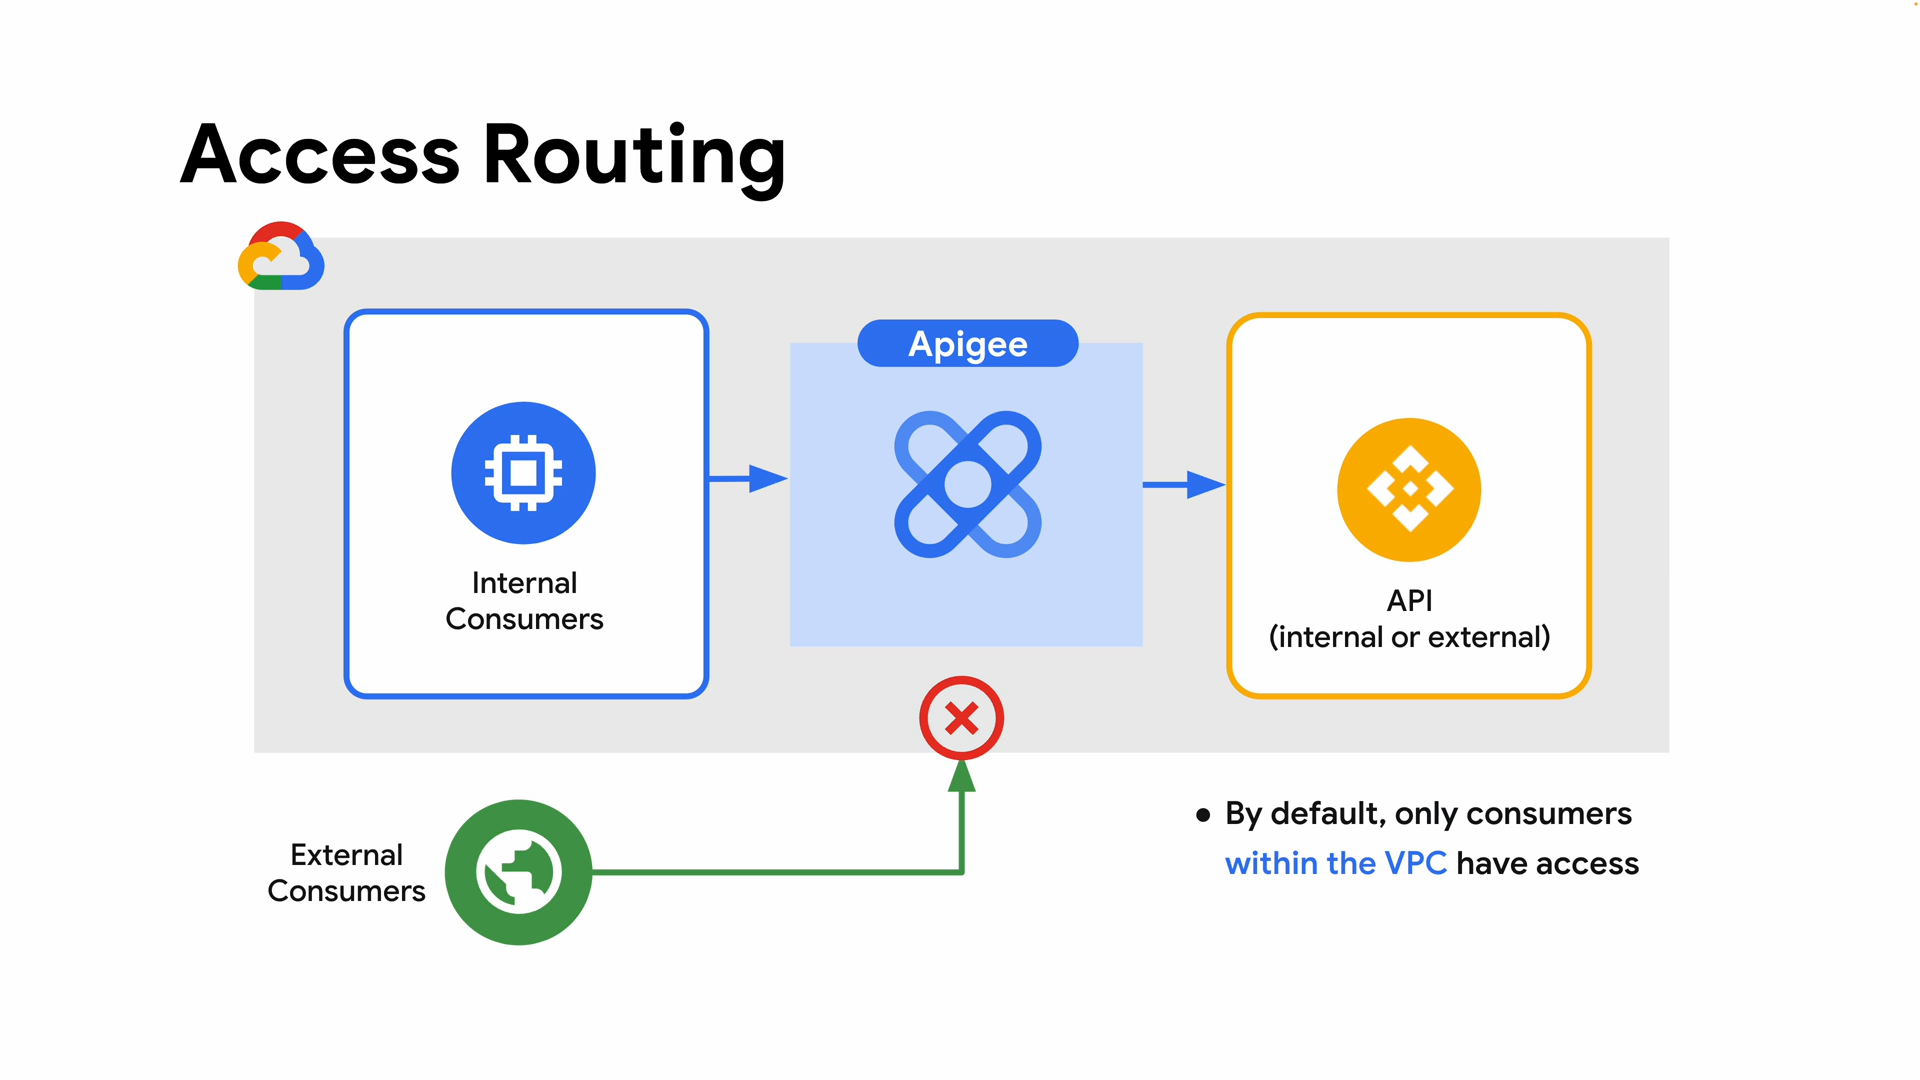 Access Routing
Apigee
Internal
Consumers
API
(internal or external)
External
Consumers
● By default, only consumers
within the VPC have access